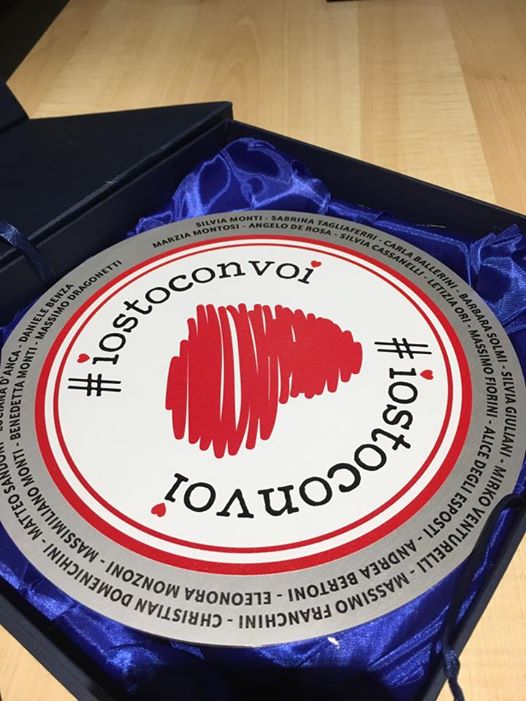 SILVIA MONTI - SABRINA TAGLIAFERRI - CARLA BALLERINI - BARBARA SOLMI - SILVIA GIULIANI - MIRKO VENTURELLI - MASSIMO FRANCHINI - CHRISTIAN DOMENICHINI - MATTEO SANDONI - LUCIANA D'ANCA - DANIELE BENZA
MARZIA MONTOSI - ANGELO DE ROSA - SILVIA CASSANELLI - LETIZIA ORI - MASSIMO FIORINI - ALICE DEGLI ESPOSTI - ANDREA BERTONI - ELEONORA MONZONI - MASSIMILANO MONTI - BENEDETTA MONTI - MASSIMO DRAGONETTI
#iostoconvoi
#iostoconvoi